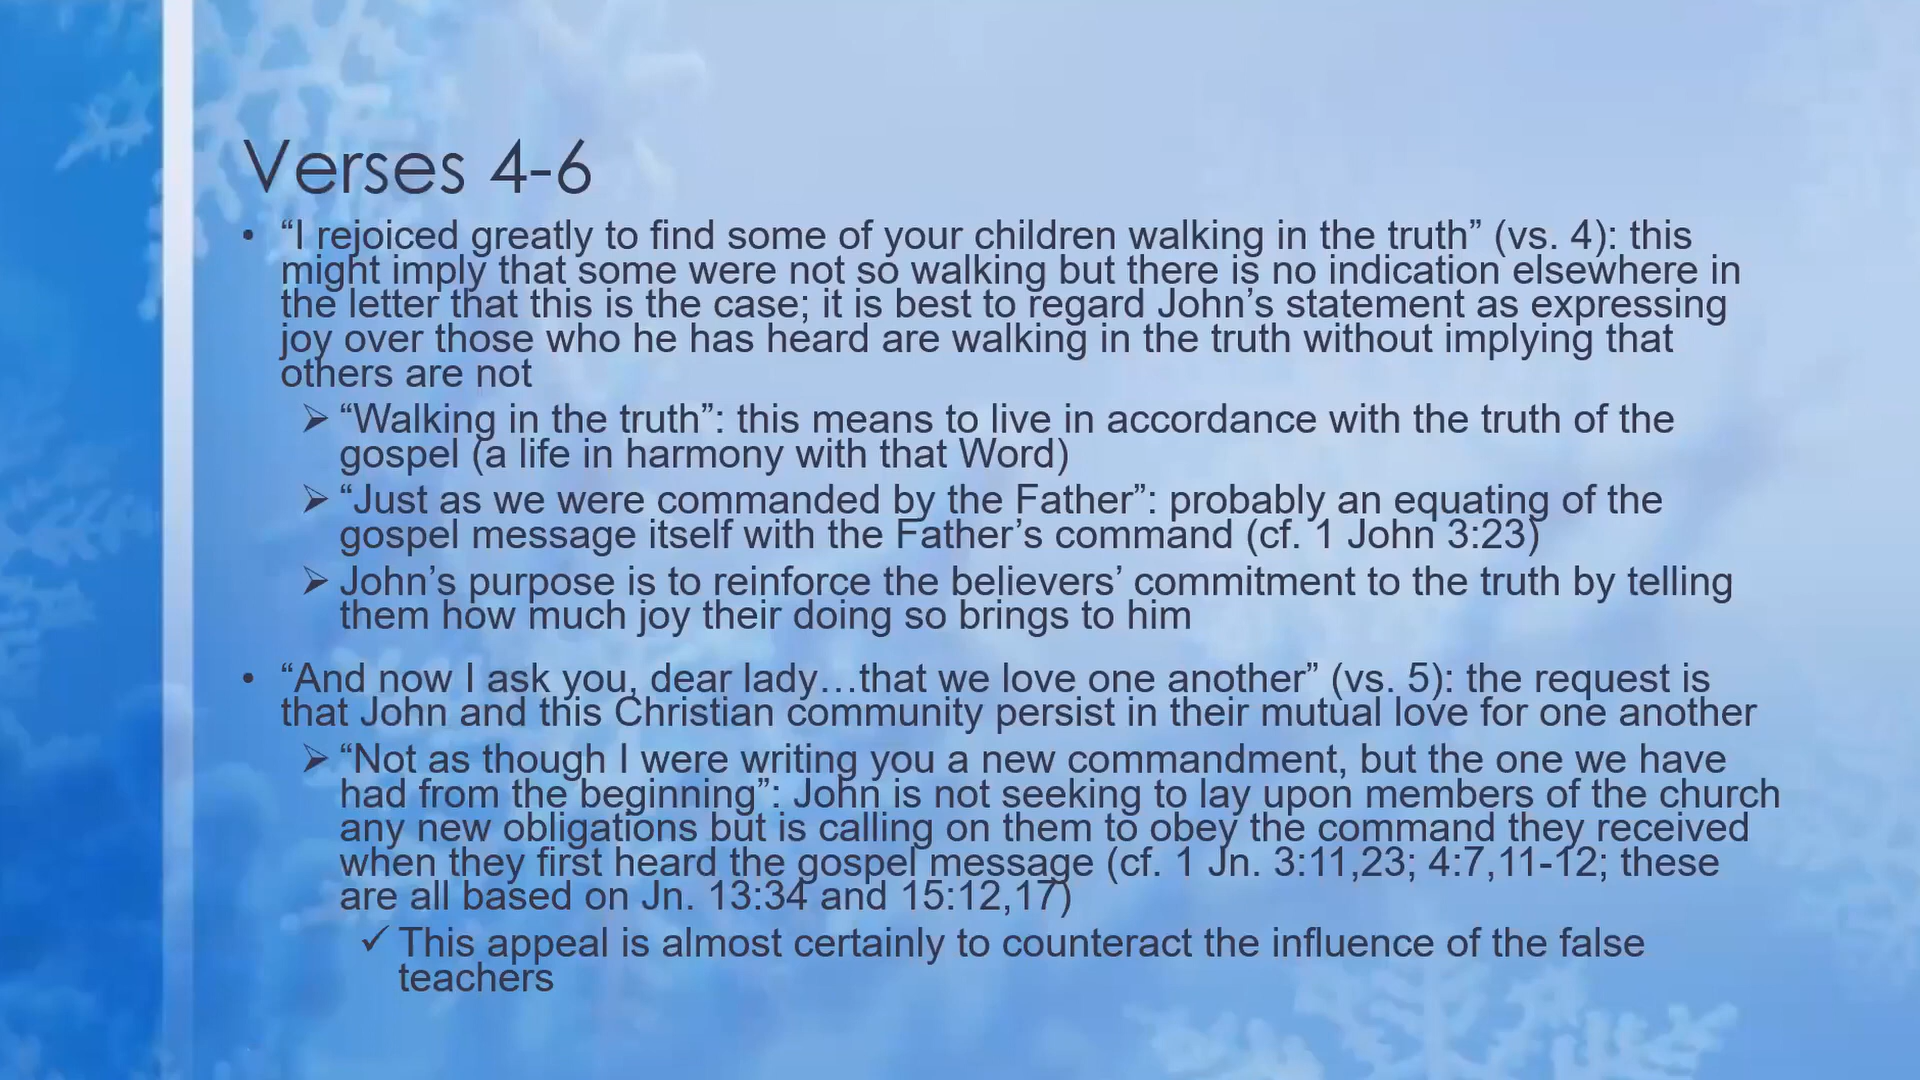 Verses 4-6
• “I rejoiced greatly to find some of your children walking in the truth” (vs. 4): this
might imply that some were not so walking but there is no indication elsewhere in
the letter that this is the case; it is best to regard John’s statement as expressing
joy over those who he has heard are walking in the truth without implying that
others are not
➢ “Walking in the truth”: this means to live in accordance with the truth of the
gospel (a life in harmony with that Word)
➢ “Just as we were commanded by the Father”: probably an equating of the
gospel message itself with the Father’s command (cf. 1 John 3:23)
➢ John’s purpose is to reinforce the believers’ commitment to the truth by telling
them how much joy their doing so brings to him
• “And now I ask you, dear lady…that we love one another” (vs. 5): the request is
that John and this Christian community persist in their mutual love for one another
➢ “Not as though I were writing you a new commandment, but the one we have
had from the beginning”: John is not seeking to lay upon members of the church
any new obligations but is calling on them to obey the command they received
when they first heard the gospel message (cf. 1 Jn. 3:11,23; 4:7,11-12; these
are all based on Jn. 13:34 and 15:12,17)
✓ This appeal is almost certainly to counteract the influence of the false
teachers